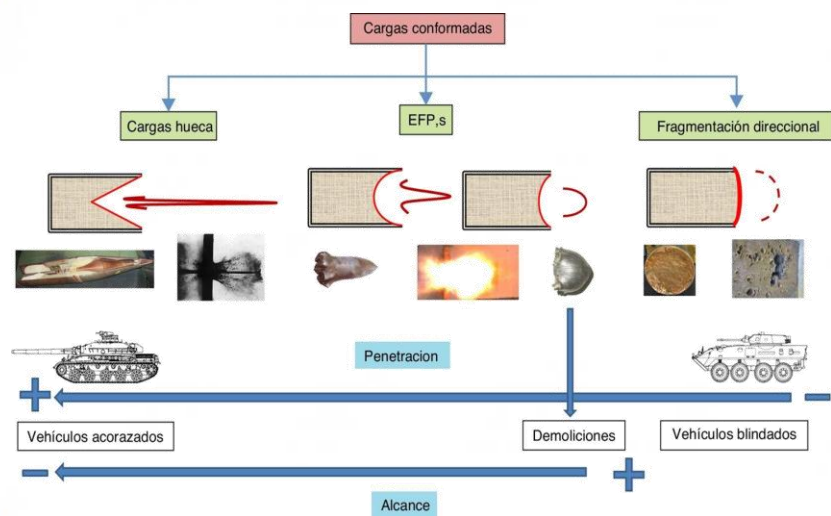 Cargas conformadas
Cargas hueca
EFP,s
Fragmentación direccional
Penetracion
+
−
Vehículos acorazados
Demoliciones
Vehículos blindados
−
+
Alcance